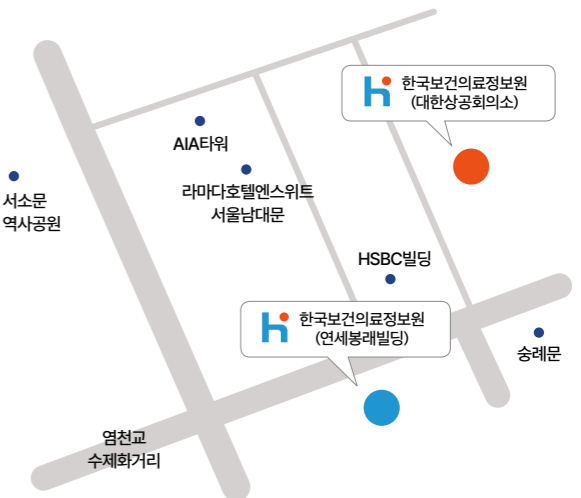 한국보건의료정보원
(대한상공회의소)
AIA타워
라마다호텔엔스위트
서울남대문
서소문
역사공원
HSBC빌딩
한국보건의료정보원
(연세봉래빌딩)
숭례문
염천교
수제화거리